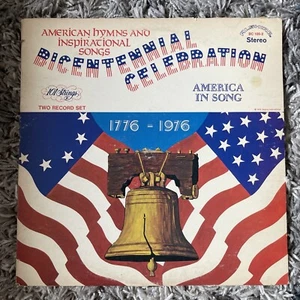 AMERICAN HYMNS AND
INSPIRATIONAL
SONGS
BICENTENNIAL
CELEBRATION
Stereo
101 Strings
TWO RECORD SET
AMERICA
IN SONG
1776 - 1976